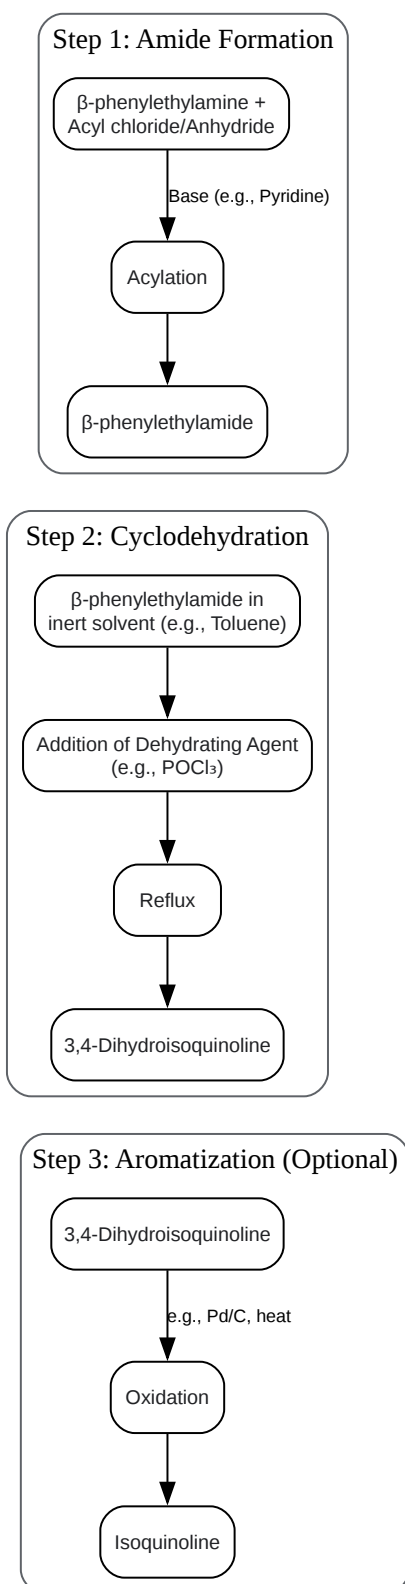 Step 1: Amide Formation
β-phenylethylamine +
Acyl chloride/Anhydride
Base (e.g., Pyridine)
Acylation
β-phenylethylamide
Step 2: Cyclodehydration
β-phenylethylamide in
inert solvent (e.g., Toluene)
Addition of Dehydrating Agent
(e.g., POCl₃)
Reflux
3,4-Dihydroisoquinoline
Step 3: Aromatization (Optional)
3,4-Dihydroisoquinoline
e.g., Pd/C, heat
Oxidation
Isoquinoline